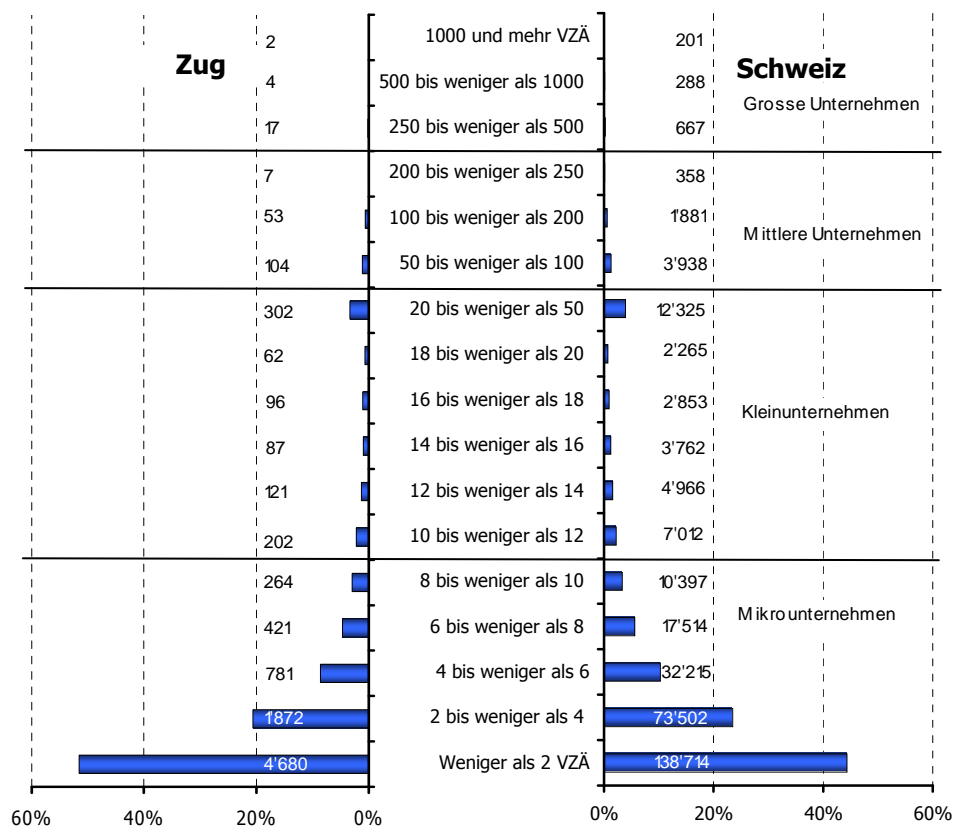 Zug
Schweiz
2 1000 und mehr VZÄ 201
4 500 bis weniger als 1000 288
Grosse Unternehmen
17 250 bis weniger als 500 667
7 200 bis weniger als 250 358
53 100 bis weniger als 200 1'881
Mittlere Unternehmen
104 50 bis weniger als 100 3'938
302 20 bis weniger als 50 12'325
62 18 bis weniger als 20 2'265
96 16 bis weniger als 18 2'853
Kleinunternehmen
87 14 bis weniger als 16 3'762
121 12 bis weniger als 14 4'966
202 10 bis weniger als 12 7'012
264 8 bis weniger als 10 10'397
Mikrounternehmen
421 6 bis weniger als 8 17'514
781 4 bis weniger als 6 32'215
1'872 2 bis weniger als 4 73'502
4'680 Weniger als 2 VZÄ 138'714
60% 40% 20% 0% 0% 20% 40% 60%